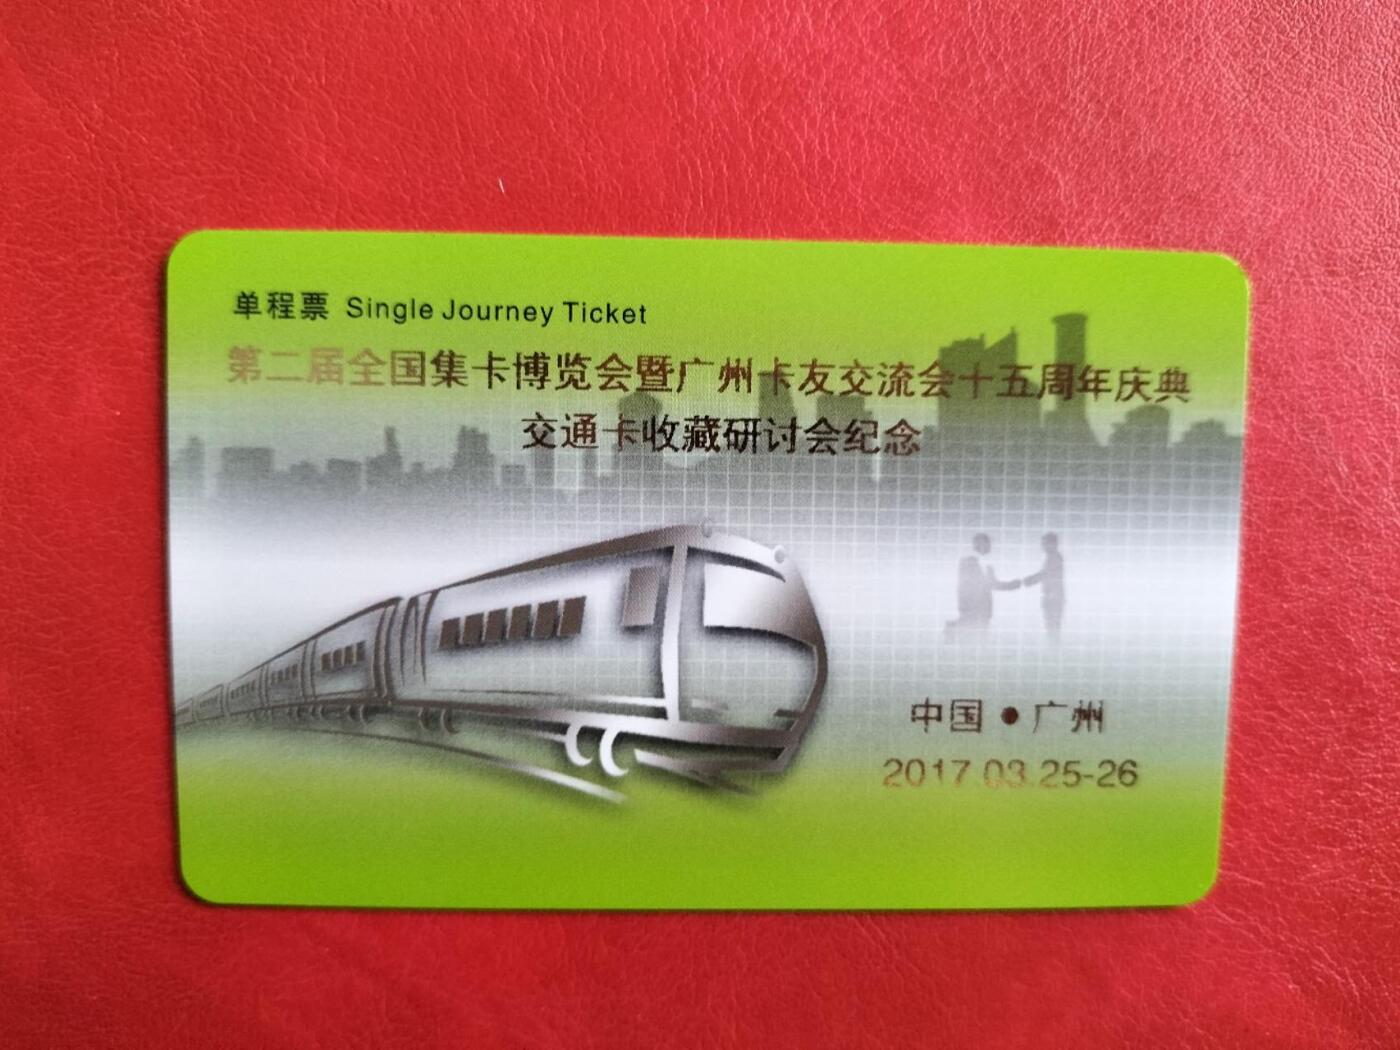 单程票 Single Journey Ticket
第二届全国集卡博览会暨广州卡友交流会十五周年庆典
交通卡收藏研讨会纪念
中国●广州
2017.03.25-26